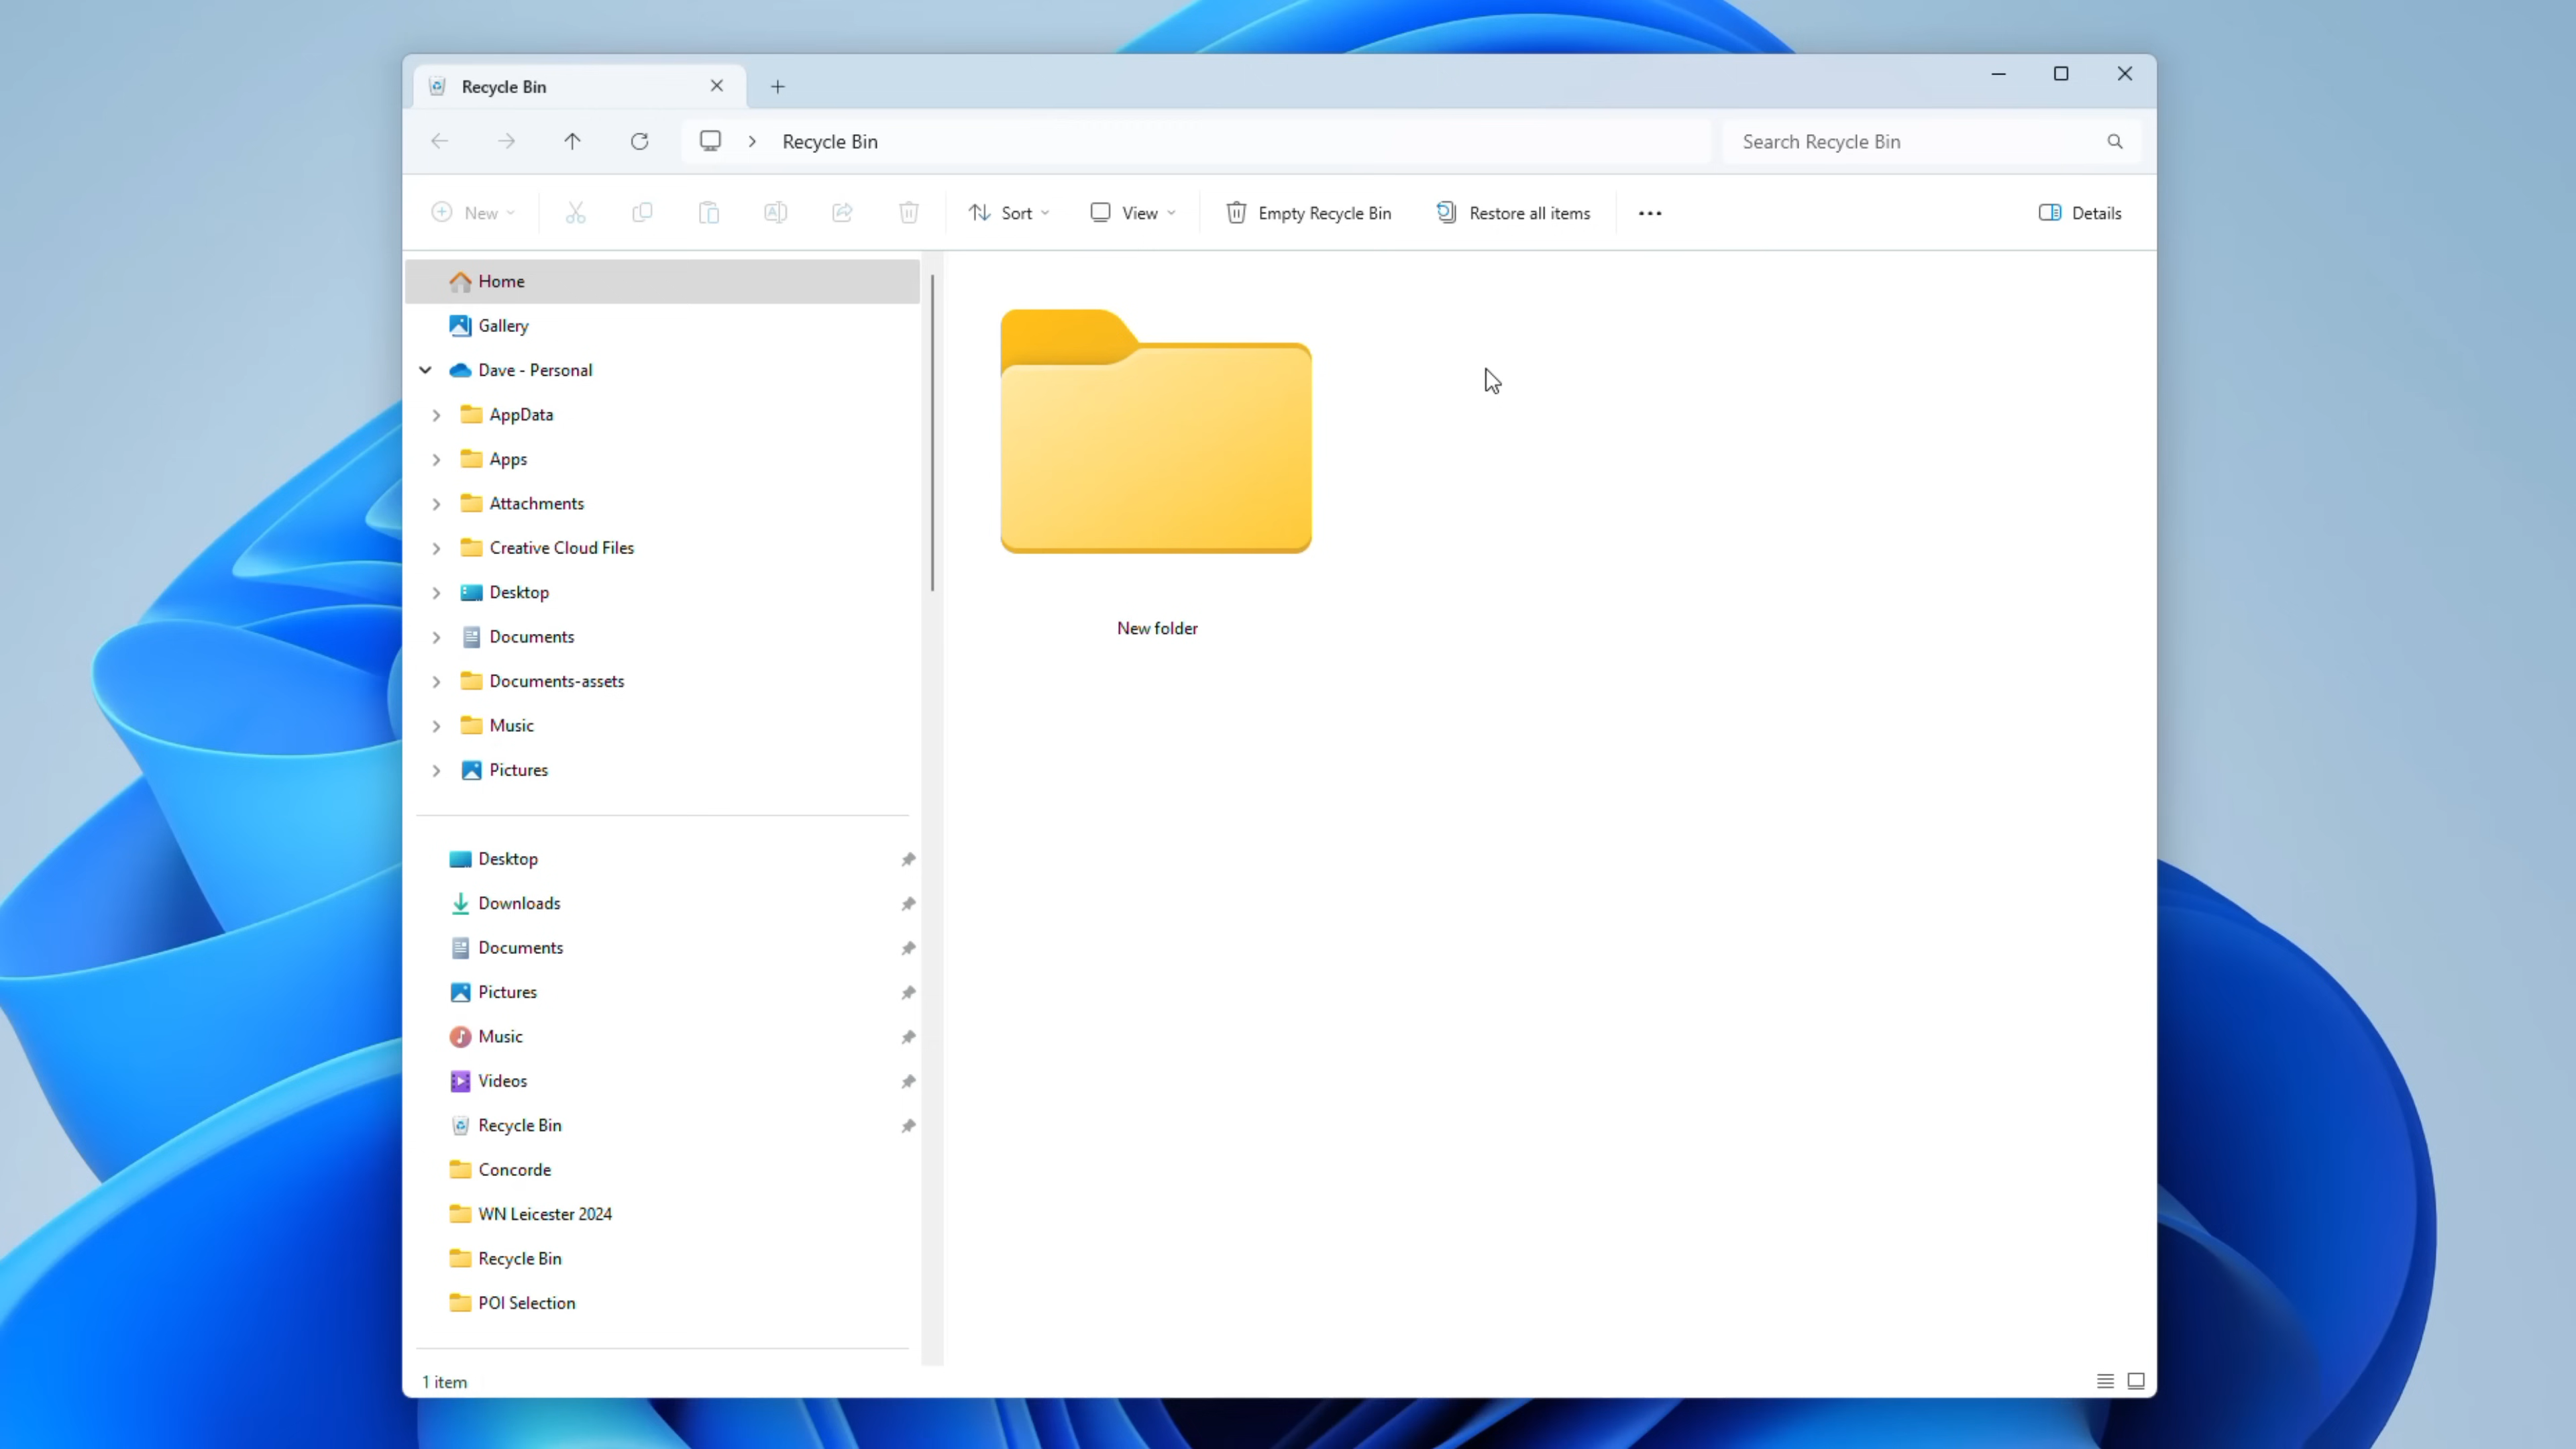 Recycle Bin
Recycle Bin
Search Recycle Bin
New
Sort
View
Empty Recycle Bin
Restore all items
Details
Home
Gallery
Dave - Personal
AppData
Apps
Attachments
Creative Cloud Files
Desktop
Documents
Documents-assets
Music
Pictures
Desktop
Downloads
Documents
Pictures
Music
Videos
Recycle Bin
Concorde
WN Leicester 2024
Recycle Bin
POI Selection
New folder
1 item